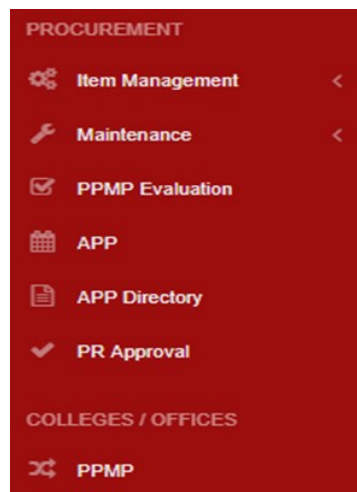 PROCUREMENT
Item Management
Maintenance
PPMP Evaluation
APP
APP Directory
PR Approval
COLLEGES / OFFICES
PPMP